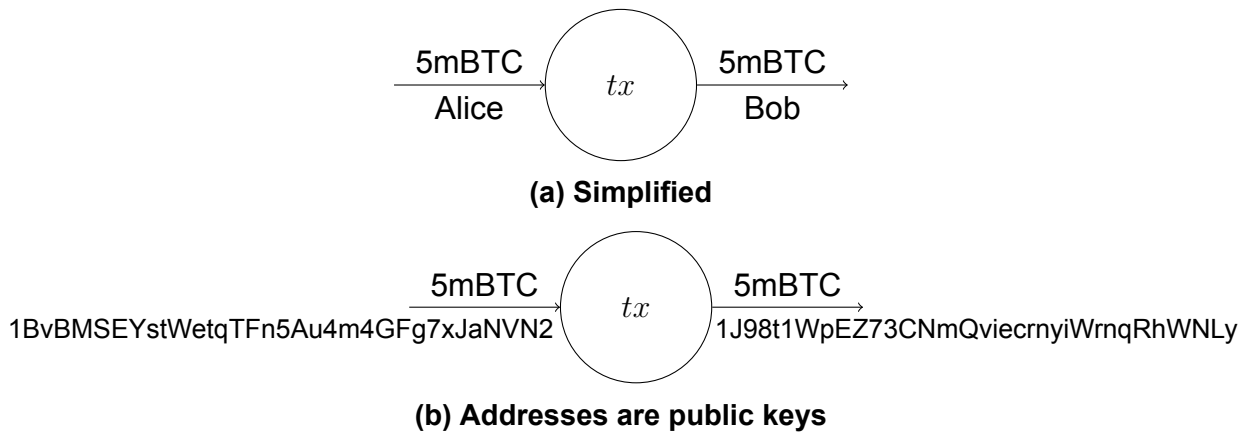 5mBTC 5mBTC
tx
Alice Bob
(a) Simplified
5mBTC 5mBTC
tx
1BvBMSEYstWetqTFn5Au4m4GFg7xJaNVN2 1J98t1WpEZ73CNmQviecrnyiWrnqRhWNLy
(b) Addresses are public keys